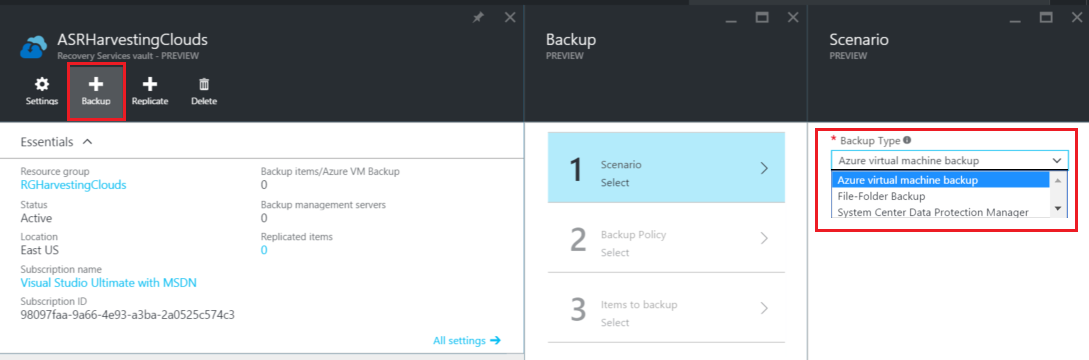 ASRHarvestingClouds
Recovery Services vault - PREVIEW
Settings
Backup
Replicate
Delete
Essentials
Resource group
RGHarvestingClouds
Status
Active
Location
East US
Subscription name
Visual Studio Ultimate with MSDN
Subscription ID
98097faa-9a66-4e93-a3ba-2a0525c574c3
Backup items/Azure VM Backup
0
Backup management servers
0
Replicated items
0
All settings
Backup
PREVIEW
1
Scenario
Select
2
Backup Policy
Select
3
Items to backup
Select
Scenario
PREVIEW
* Backup Type
Azure virtual machine backup
Azure virtual machine backup
File-Folder Backup
System Center Data Protection Manager